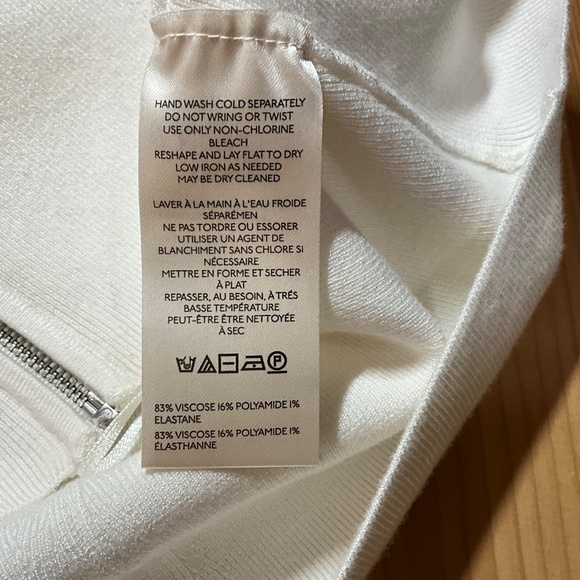 HAND WASH COLD SEPARATELY
DO NOT WRING OR TWIST
USE ONLY NON-CHLORINE
BLEACH
RESHAPE AND LAY FLAT TO DRY
LOW IRON AS NEEDED
MAY BE DRY CLEANED
LAVER À LA MAIN À L'EAU FROIDE
SÉPARÉMEN
NE PAS TORDRE OU ESSORER
UTILISER UN AGENT DE
BLANCHIMENT SANS CHLORE SI
NÉCESSAIRE
METTRE EN FORME ET SECHER
À PLAT
REPASSER, AU BESOIN, À TRÉS
BASSE TEMPÉRATURE
PEUT-ÊTRE ÊTRE NETTOYÉE
À SEC
P
83% VISCOSE 16% POLYAMIDE 1%
ELASTANE
83% VISCOSE 16% POLYAMIDE 1%
ÉLASTHANNE